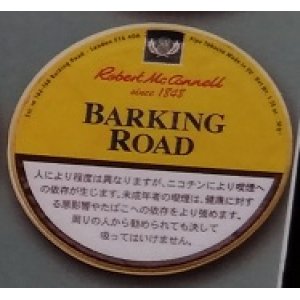 Robert McConnell
since 1848
BARKING
ROAD
人により程度は異なりますが、ニコチンにより喫煙へ
の依存が生じます。未成年者の喫煙は、健康に対す
る悪影響やたばこへの依存をより強めます。
周りの人から勧められても決して
吸ってはいけません。